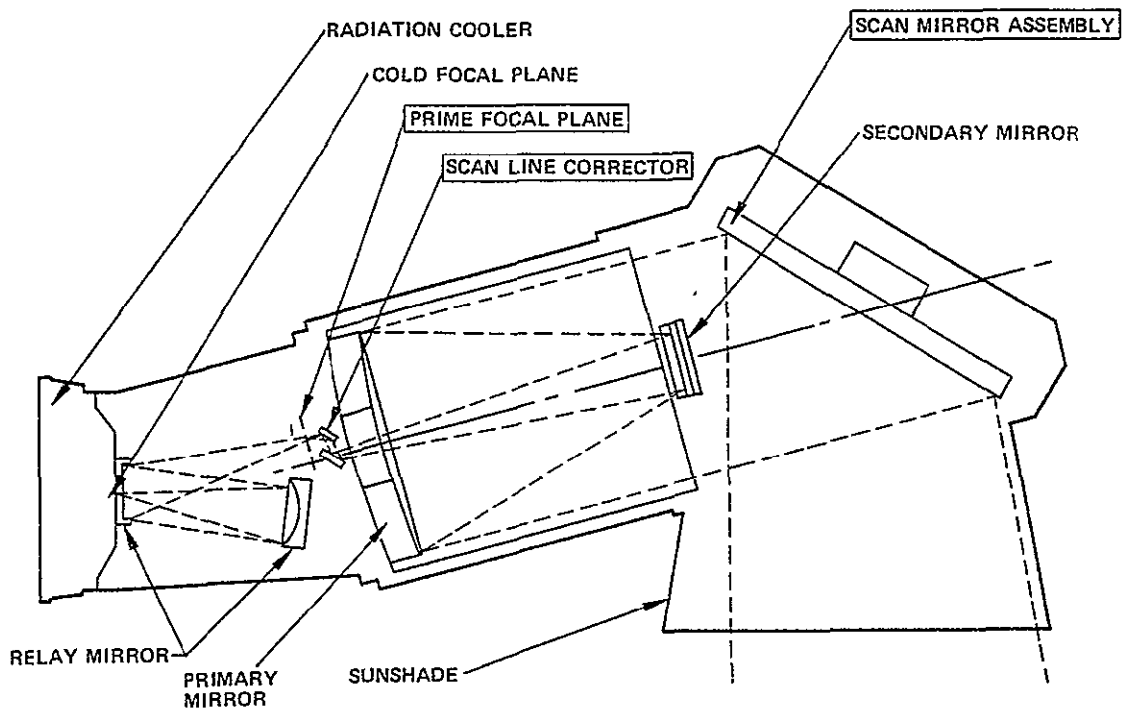 RADIATION COOLER
SCAN MIRROR ASSEMBLY
COLD FOCAL PLANE
PRIME FOCAL PLANE
SECONDARY MIRROR
SCAN LINE CORRECTOR
RELAY MIRROR
PRIMARY
MIRROR
SUNSHADE